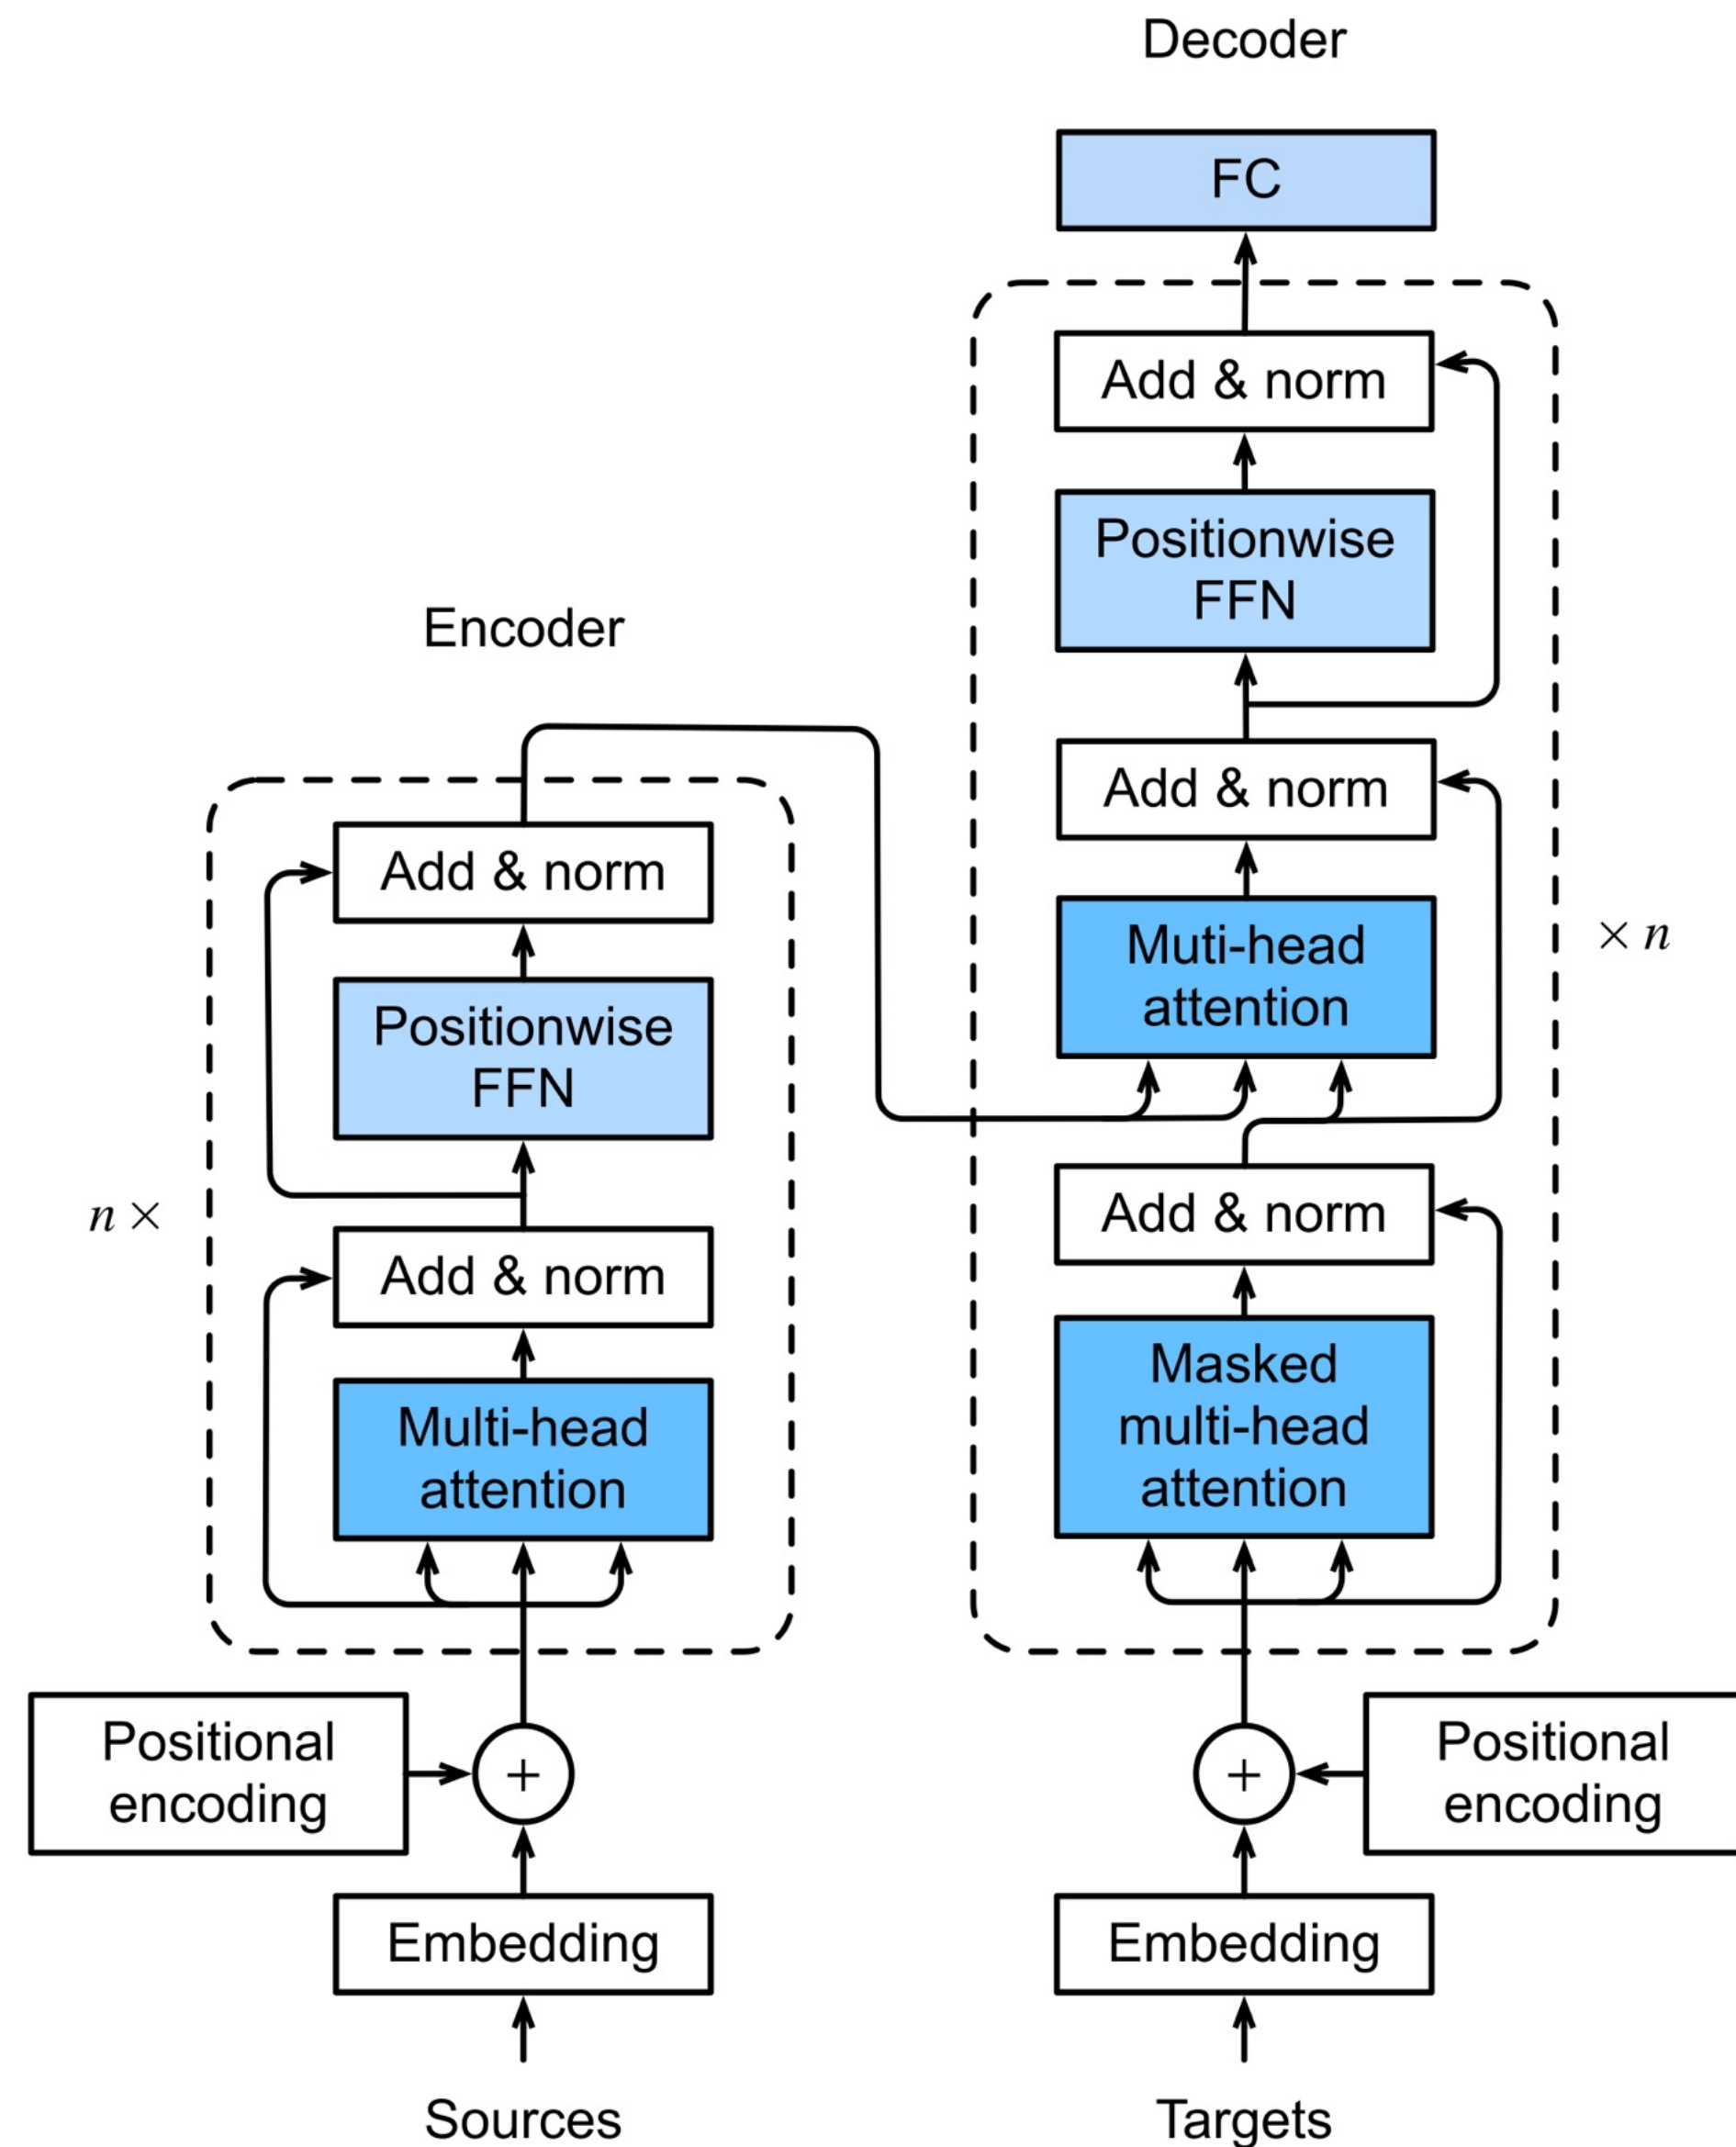 Decoder
FC
Add & norm
Positionwise
FFN
Add & norm
Muti-head
attention
× n
Add & norm
Masked
multi-head
attention
Positional
encoding
+
Embedding
Targets
Encoder
Add & norm
Positionwise
FFN
n ×
Add & norm
Multi-head
attention
Positional
encoding
+
Embedding
Sources